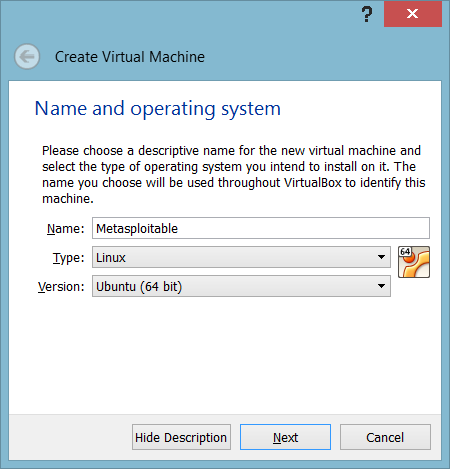 ?
Create Virtual Machine
Name and operating system
Please choose a descriptive name for the new virtual machine and
select the type of operating system you intend to install on it. The
name you choose will be used throughout VirtualBox to identify this
machine.
Name: Metasploitable
Type: Linux
64
Version: Ubuntu (64 bit)
Hide Description Next Cancel